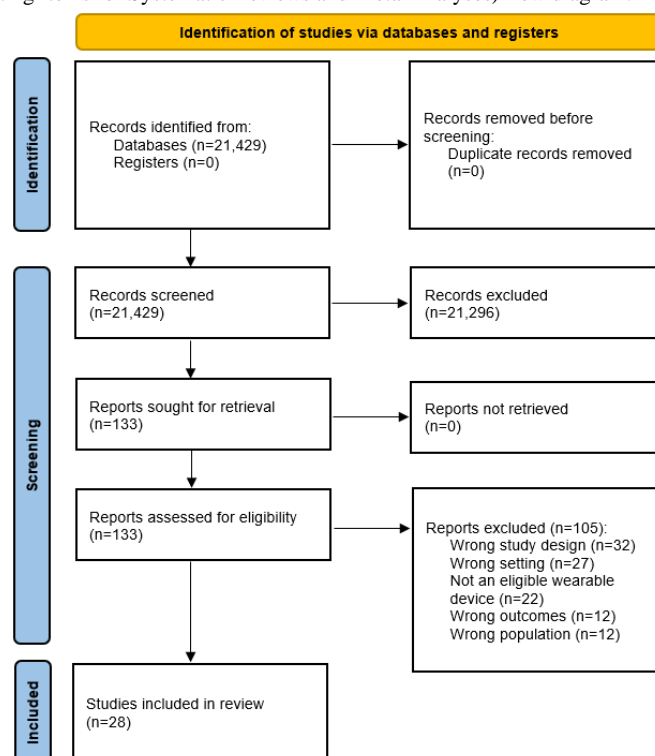 Identification of studies via databases and registers
Identification
Records identified from:
Databases (n=21,429)
Registers (n=0)
Records removed before
screening:
Duplicate records removed
(n=0)
Screening
Records screened
(n=21,429)
Records excluded
(n=21,296)
Reports sought for retrieval
(n=133)
Reports not retrieved
(n=0)
Reports assessed for eligibility
(n=133)
Reports excluded (n=105):
Wrong study design (n=32)
Wrong setting (n=27)
Not an eligible wearable
device (n=22)
Wrong outcomes (n=12)
Wrong population (n=12)
Included
Studies included in review
(n=28)